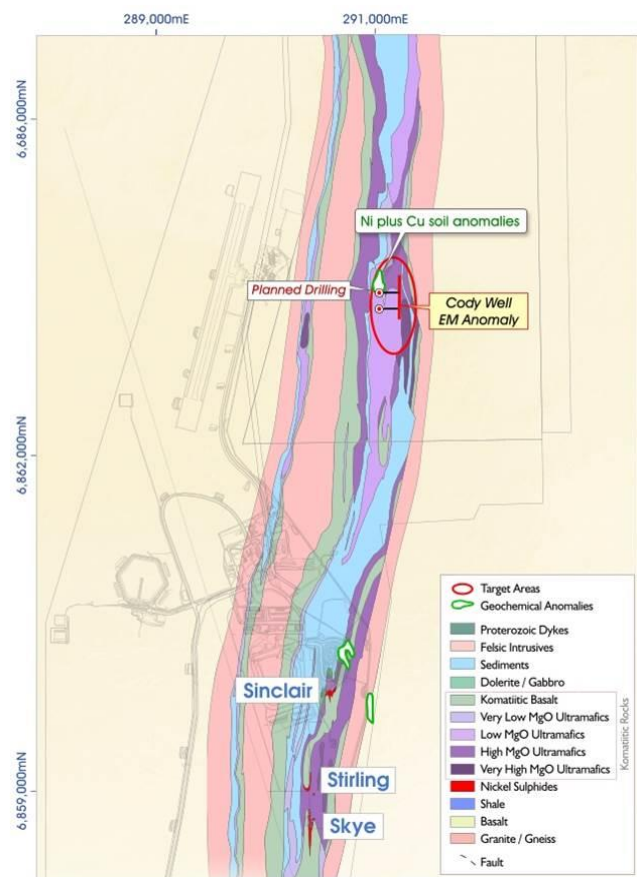 289,000mE
291,000mE
6,686,000mN
Ni plus Cu soil anomalies
Planned Drilling
Cody Well
EM Anomaly
6,862,000mN
Sinclair
Stirling
6,859,000mN
Skye
Target Areas
Geochemical Anomalies
Proterozoic Dykes
Felsic Intrusives
Sediments
Dolerite / Gabbro
Komatiitic Basalt
Very Low MgO Ultramafics
Low MgO Ultramafics
High MgO Ultramafics
Very High MgO Ultramafics
Komatiitic Rocks
Nickel Sulphides
Shale
Basalt
Granite / Gneiss
Fault